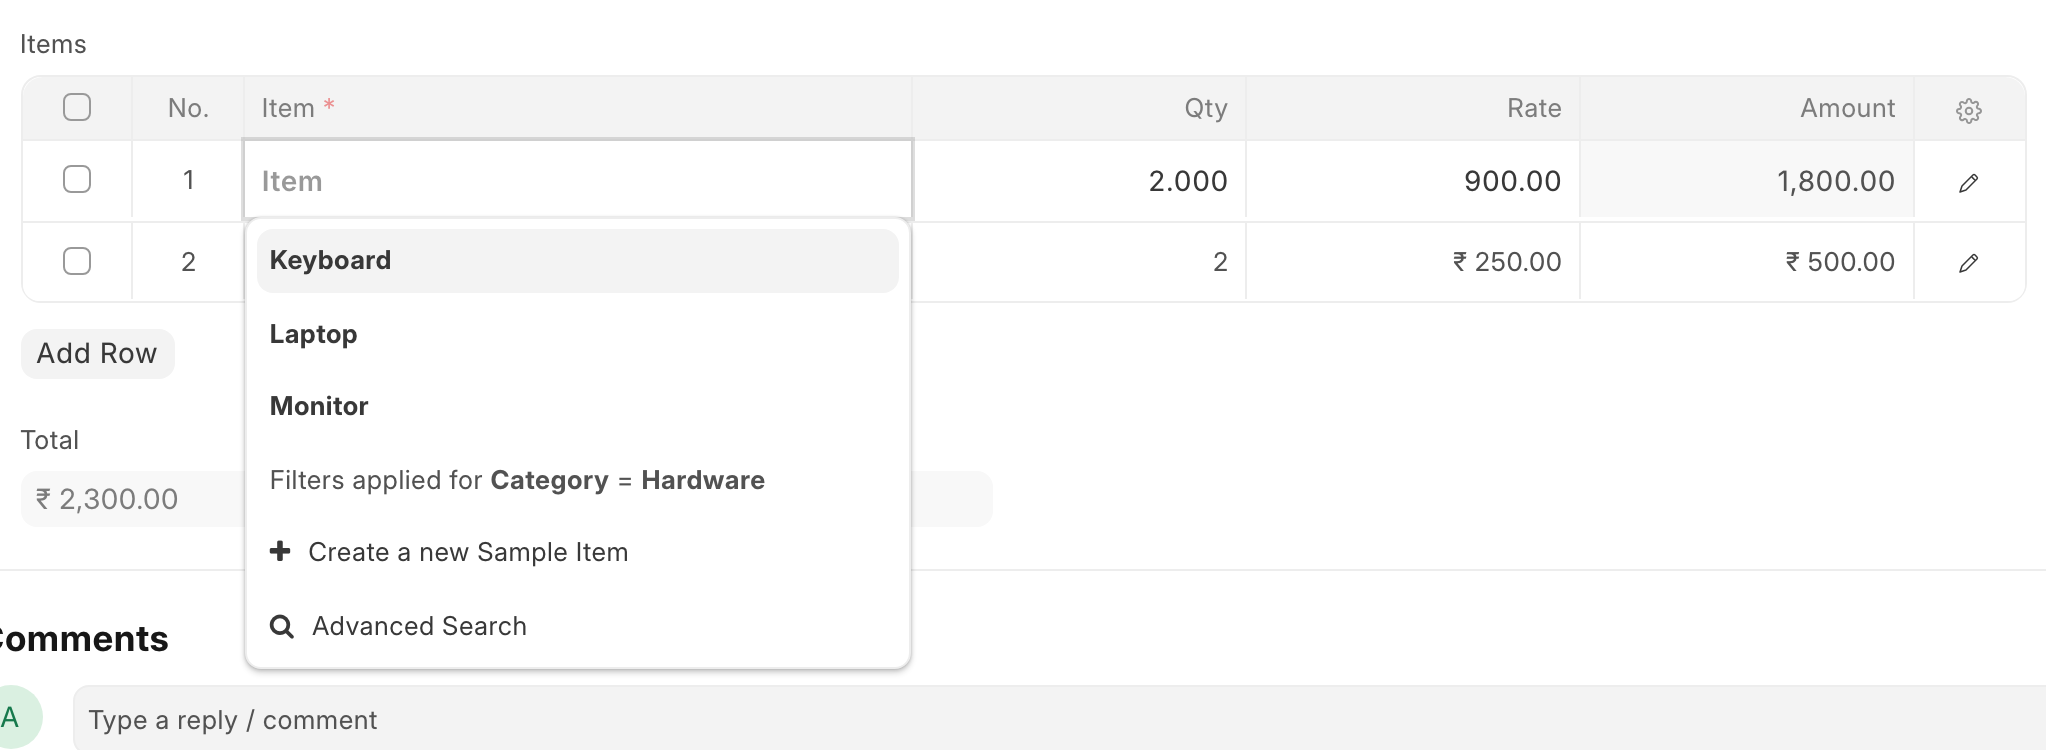 Items
No. Item * Qty Rate Amount
1 Item 2.000 900.00 1,800.00
2 2 ₹ 250.00 ₹ 500.00
Keyboard
Laptop
Monitor
Filters applied for Category = Hardware
Create a new Sample Item
Advanced Search
Add Row
Total
₹ 2,300.00
Comments
A
Type a reply / comment